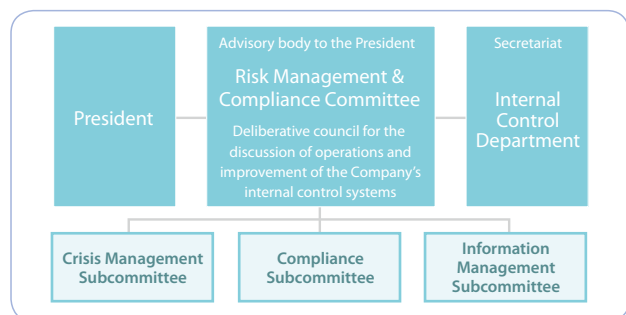 President
Advisory body to the President
Risk Management &
Compliance Committee
Deliberative council for the
discussion of operations and
improvement of the Company's
internal control systems
Secretariat
Internal
Control
Department
Crisis Management
Subcommittee
Compliance
Subcommittee
Information
Management
Subcommittee